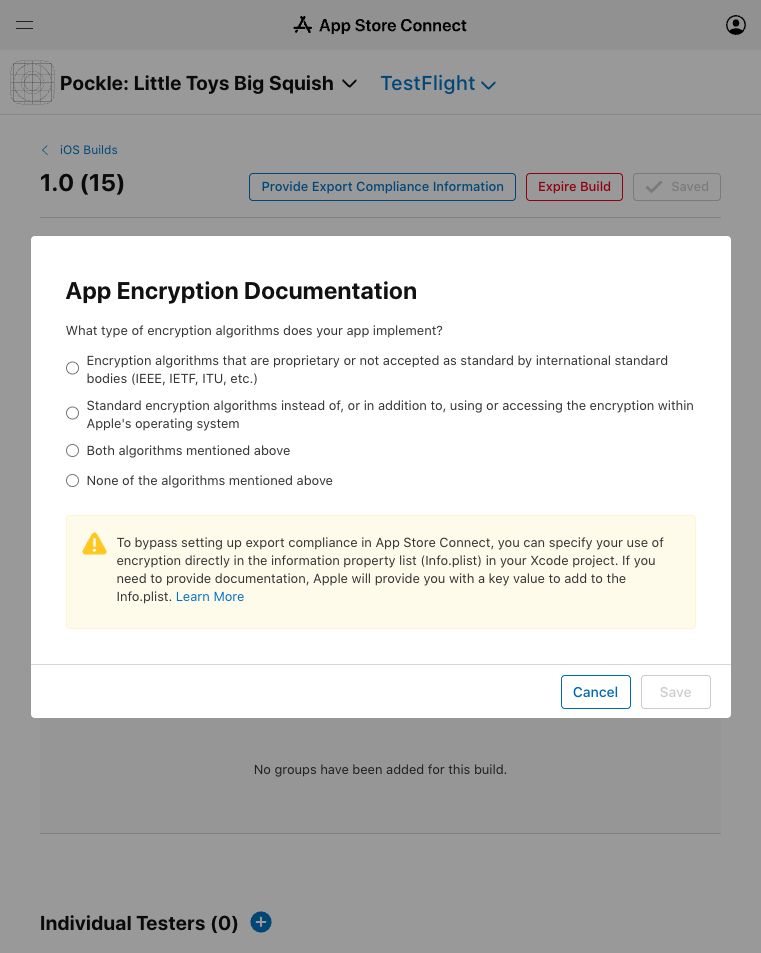 App Store Connect
Pockle: Little Toys Big Squish
TestFlight
iOS Builds
1.0 (15)
Provide Export Compliance Information
Expire Build
Saved
App Encryption Documentation
What type of encryption algorithms does your app implement?
Encryption algorithms that are proprietary or not accepted as standard by international standard
bodies (IEEE, IETF, ITU, etc.)
Standard encryption algorithms instead of, or in addition to, using or accessing the encryption within
Apple's operating system
Both algorithms mentioned above
None of the algorithms mentioned above
To bypass setting up export compliance in App Store Connect, you can specify your use of
encryption directly in the information property list (Info.plist) in your Xcode project. If you
need to provide documentation, Apple will provide you with a key value to add to the
Info.plist. Learn More
Cancel
Save
No groups have been added for this build.
Individual Testers (0)